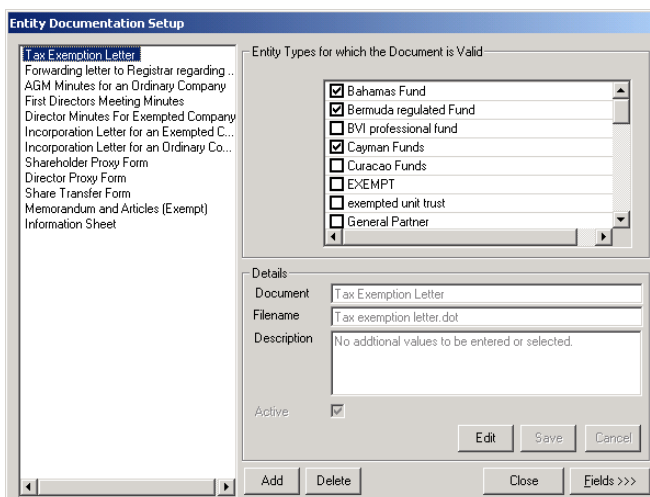 Entity Documentation Setup
Tax Exemption Letter
Forwarding letter to Registrar regarding ..
AGM Minutes for an Ordinary Company
First Directors Meeting Minutes
Director Minutes For Exempted Company
Incorporation Letter for an Exempted C...
Incorporation Letter for an Ordinary Co...
Shareholder Proxy Form
Director Proxy Form
Share Transfer Form
Memorandum and Articles (Exempt)
Information Sheet
Entity Types for which the Document is Valid
Bahamas Fund
Bermuda regulated Fund
BVI professional fund
Cayman Funds
Curacao Funds
EXEMPT
exempted unit trust
General Partner
Details
Document Tax Exemption Letter
Filename Tax exemption letter.dot
Description No addtional values to be entered or selected.
Active
Edit Save Cancel
Add Delete Close Fields >>>